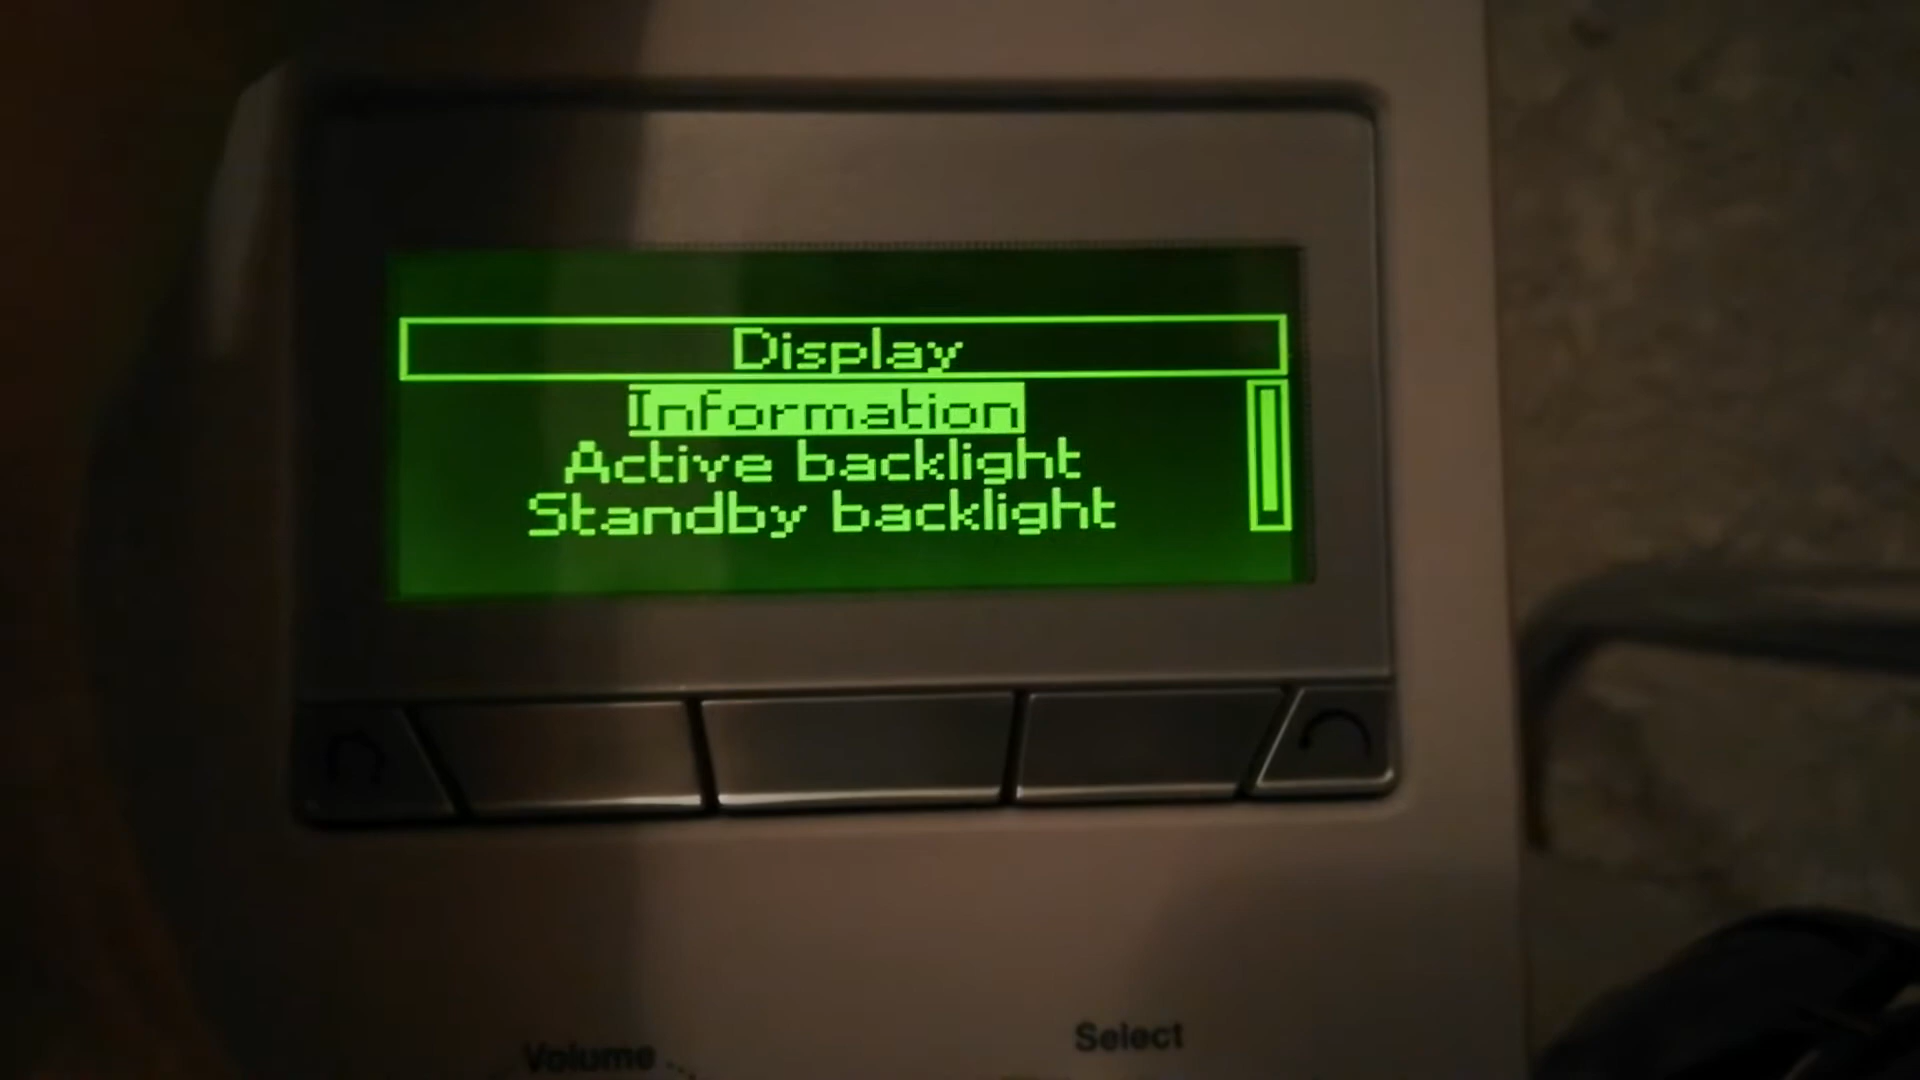 Display
Information
Active backlight
Standby backlight
Volume
Select